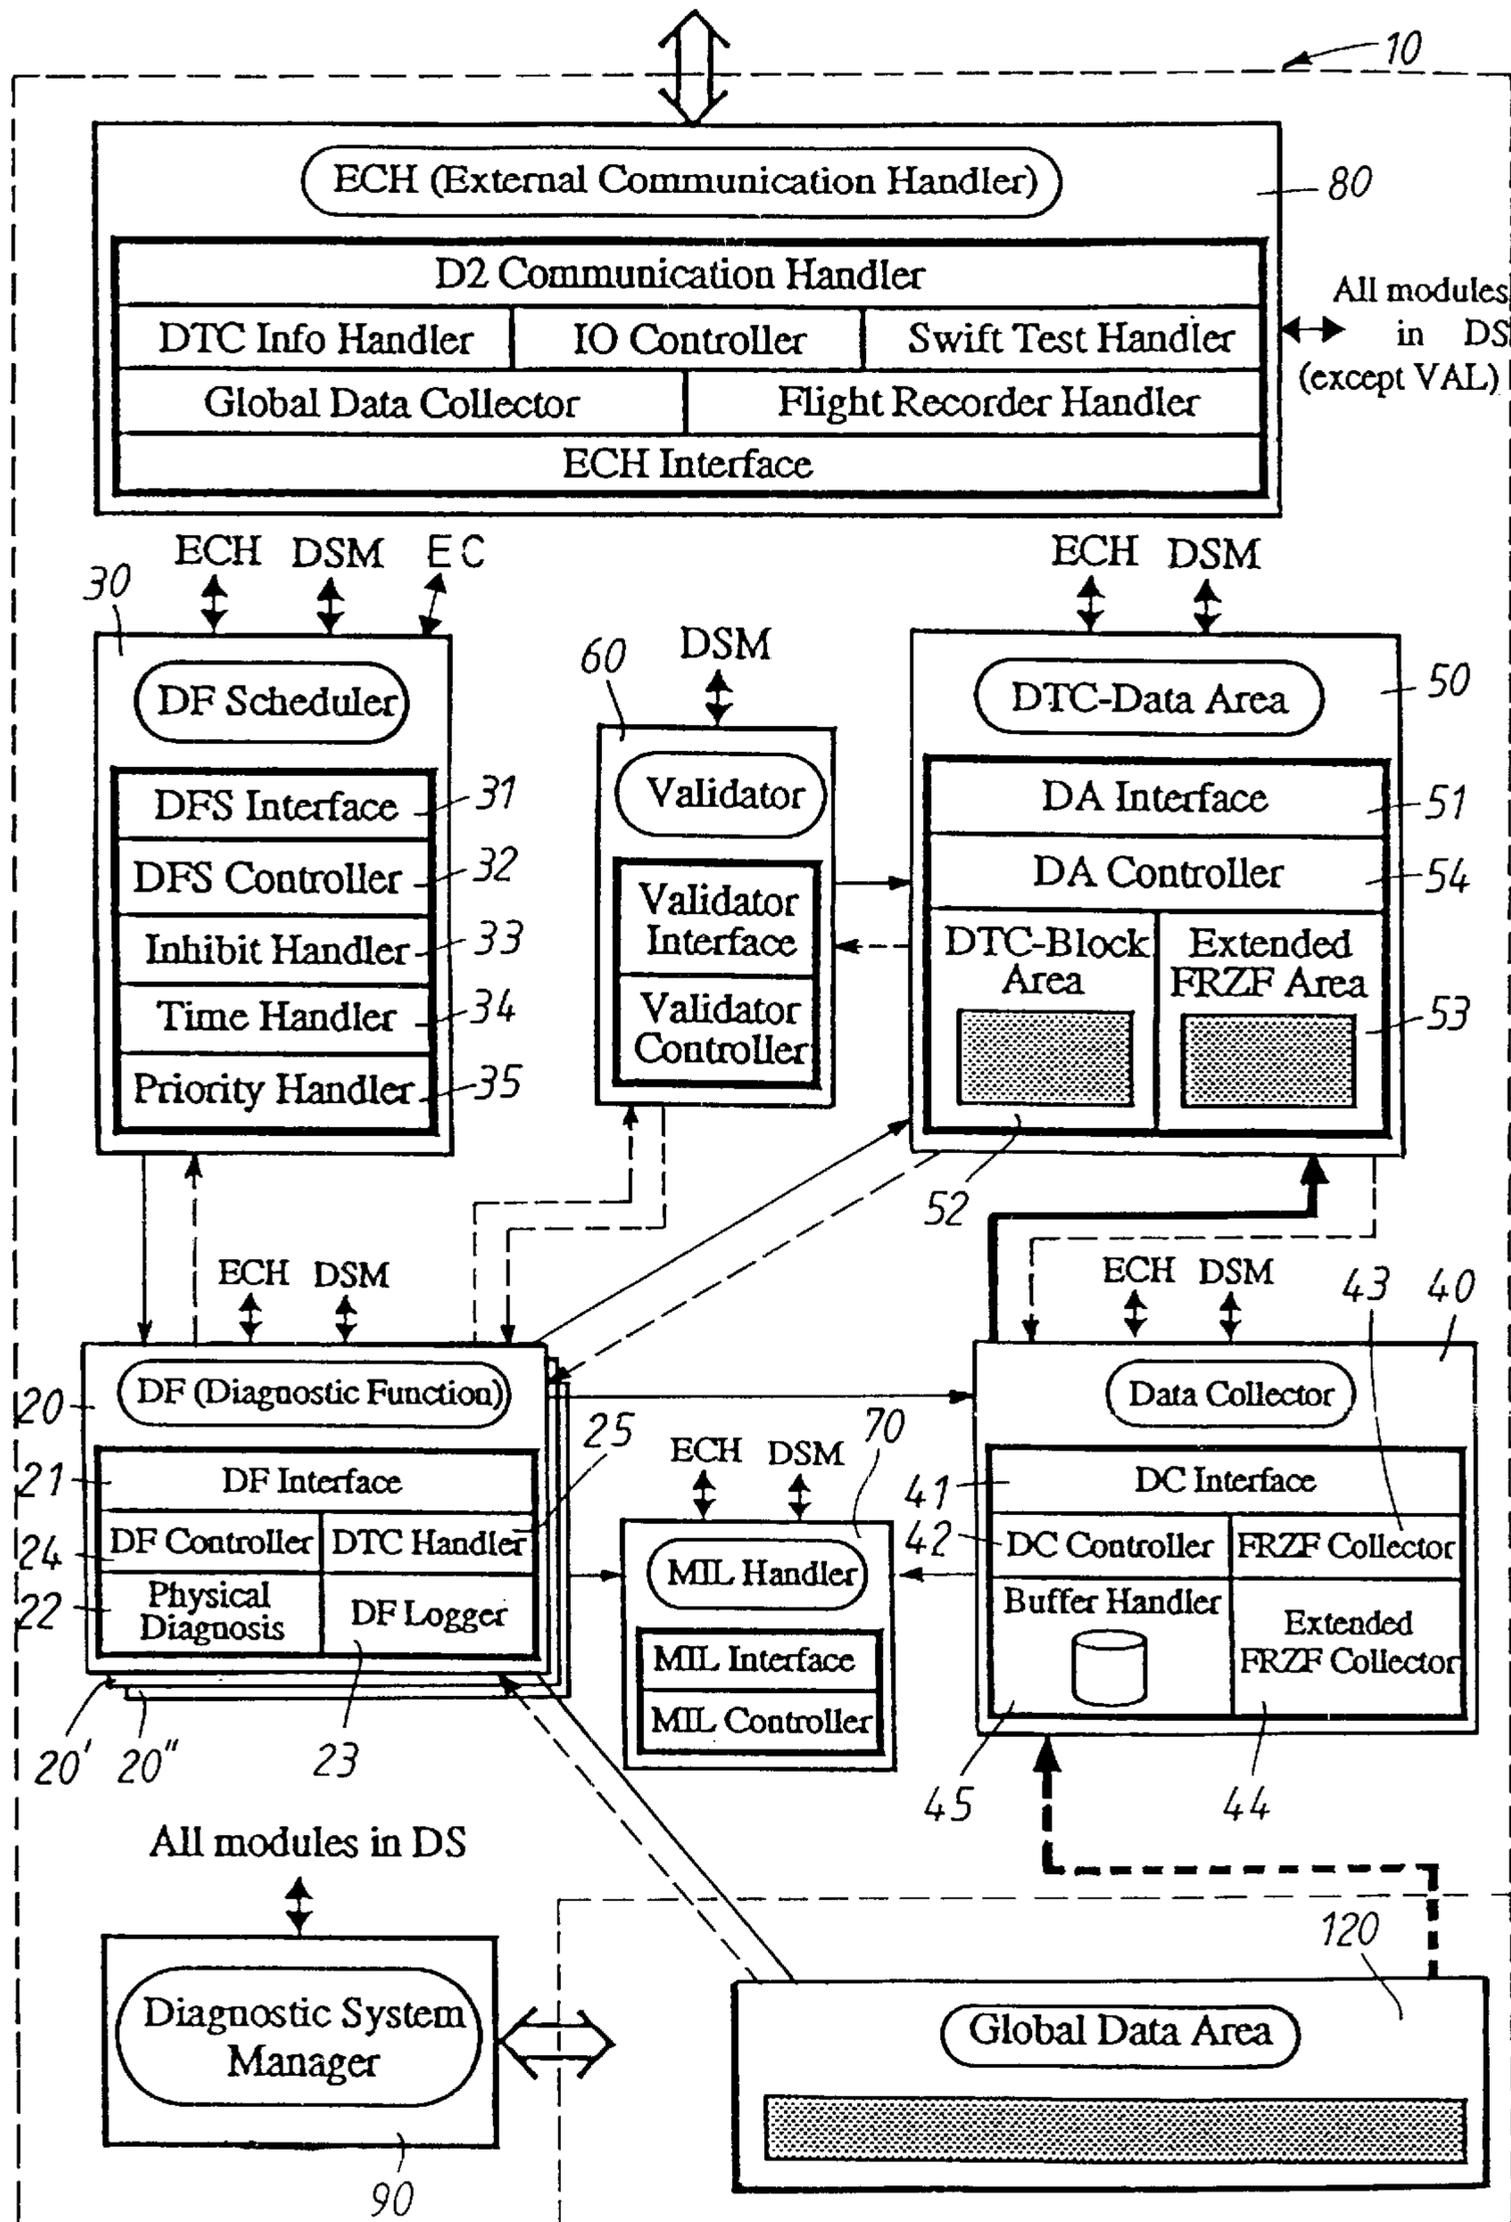 10
ECH (External Communication Handler)
80
D2 Communication Handler
DTC Info Handler
IO Controller
Swift Test Handler
Global Data Collector
Flight Recorder Handler
ECH Interface
All modules
in DS
(except VAL)
ECH DSM EC
30
DF Scheduler
DFS Interface
31
DFS Controller
32
Inhibit Handler
33
Time Handler
34
Priority Handler
35
DSM
60
Validator
Validator
Interface
Validator
Controller
ECH DSM
DTC-Data Area
50
DA Interface
51
DA Controller
54
DTC-Block
Area
Extended
FRZF Area
53
52
ECH DSM
20
DF (Diagnostic Function)
25
21
DF Interface
24
DF Controller
DTC Handler
22
Physical
Diagnosis
DF Logger
20'
20"
23
ECH DSM
70
MIL Handler
MIL Interface
MIL Controller
ECH DSM
43
40
Data Collector
41
DC Interface
42
DC Controller
FRZF Collector
Buffer Handler
Extended
FRZF Collector
45
44
All modules in DS
Diagnostic System
Manager
90
120
Global Data Area